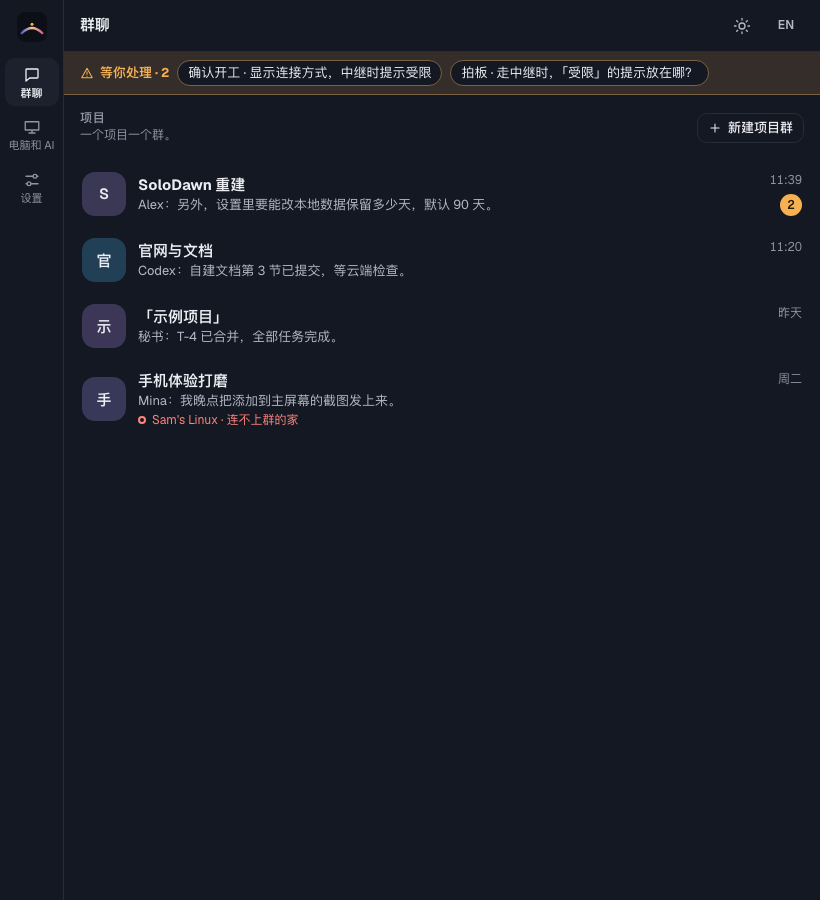 群聊
EN
群聊
电脑和 AI
设置
等你处理 · 2
确认开工 · 显示连接方式，中继时提示受限
拍板 · 走中继时，「受限」的提示放在哪？
项目
一个项目一个群。
新建项目群
S
SoloDawn 重建
11:39
Alex：另外，设置里要能改本地数据保留多少天，默认 90 天。
2
官
官网与文档
11:20
Codex：自建文档第 3 节已提交，等云端检查。
示
「示例项目」
昨天
秘书：T-4 已合并，全部任务完成。
手
手机体验打磨
周二
Mina：我晚点把添加到主屏幕的截图发上来。
Sam's Linux · 连不上群的家